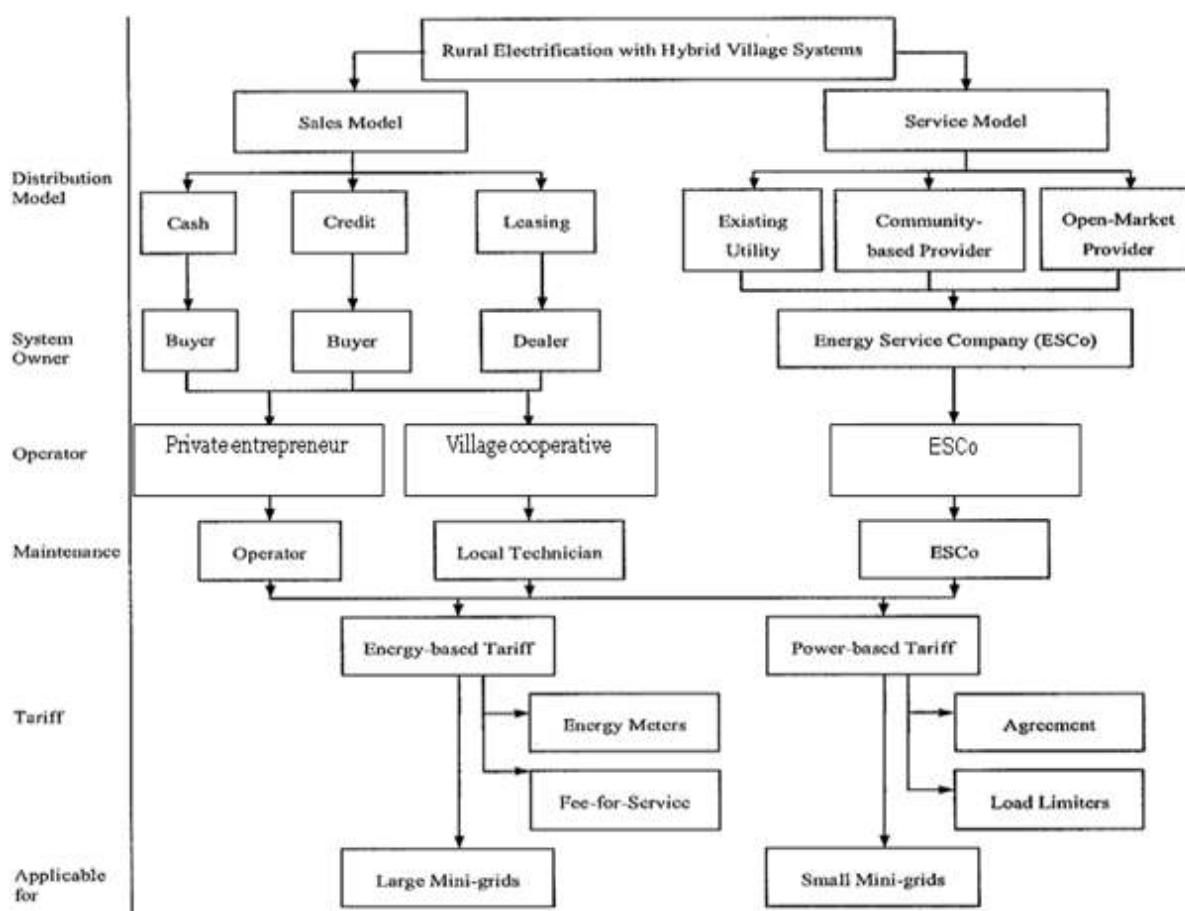 Rural Electrification with Hybrid Village Systems
Sales Model
Service Model
Distribution
Model
Cash
Credit
Leasing
Existing
Utility
Community-
based Provider
Open-Market
Provider
System
Owner
Buyer
Buyer
Dealer
Energy Service Company (ESCo)
Operator
Private entrepreneur
Village cooperative
ESCo
Maintenance
Operator
Local Technician
ESCo
Energy-based Tariff
Power-based Tariff
Tariff
Energy Meters
Agreement
Fee-for-Service
Load Limiters
Applicable
for
Large Mini-grids
Small Mini-grids